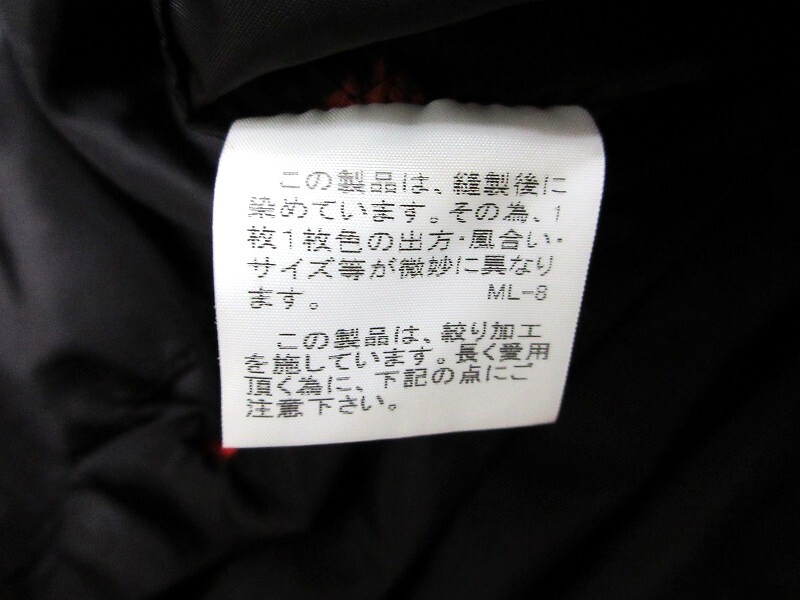 この製品は、縫製後に
染めています。その為、1
枚1枚色の出方・風合い・
サイズ等が微妙に異なり
ます。 ML-8
この製品は、絞り加工
を施しています。長く愛用
頂く為に、下記の点にご
注意下さい。